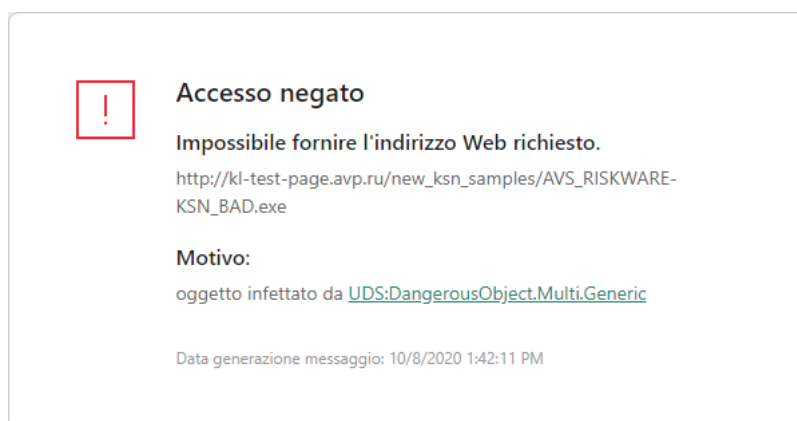 !
Accesso negato
Impossibile fornire l'indirizzo Web richiesto.
http://kl-test-page.avp.ru/new_ksn_samples/AVS_RISKWARE-
KSN_BAD.exe
Motivo:
oggetto infettato da UDS:DangerousObject.Multi.Generic
Data generazione messaggio: 10/8/2020 1:42:11 PM